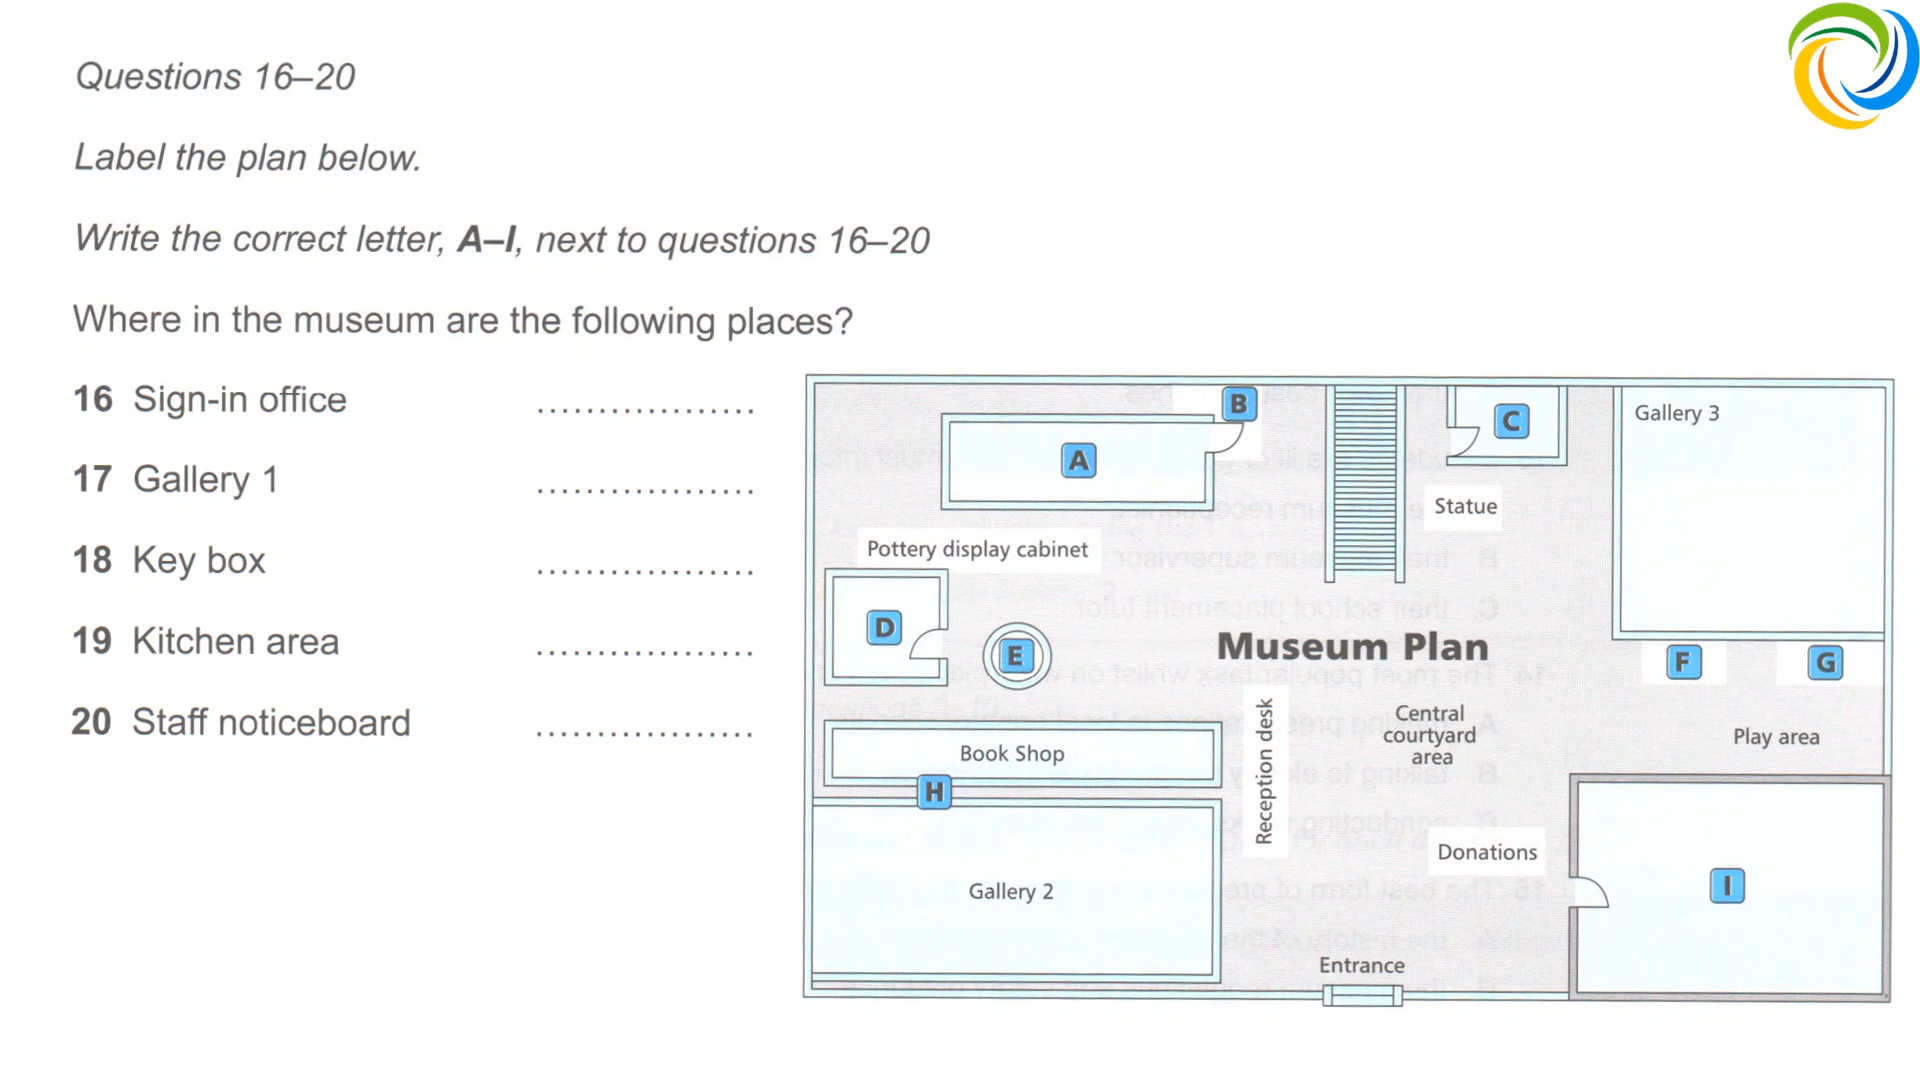 Questions 16–20
Label the plan below.
Write the correct letter, A–I, next to questions 16–20
Where in the museum are the following places?
16 Sign-in office ..................
17 Gallery 1 ..................
18 Key box ..................
19 Kitchen area ..................
20 Staff noticeboard ..................
B
C
Gallery 3
A
Statue
Pottery display cabinet
D
E
Museum Plan
F
G
Reception desk
Central
courtyard
area
Play area
Book Shop
H
Donations
Gallery 2
I
Entrance